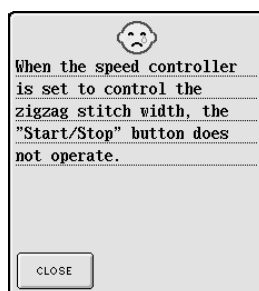 When the speed controller
is set to control the
zigzag stitch width, the
"Start/Stop" button does
not operate.
CLOSE